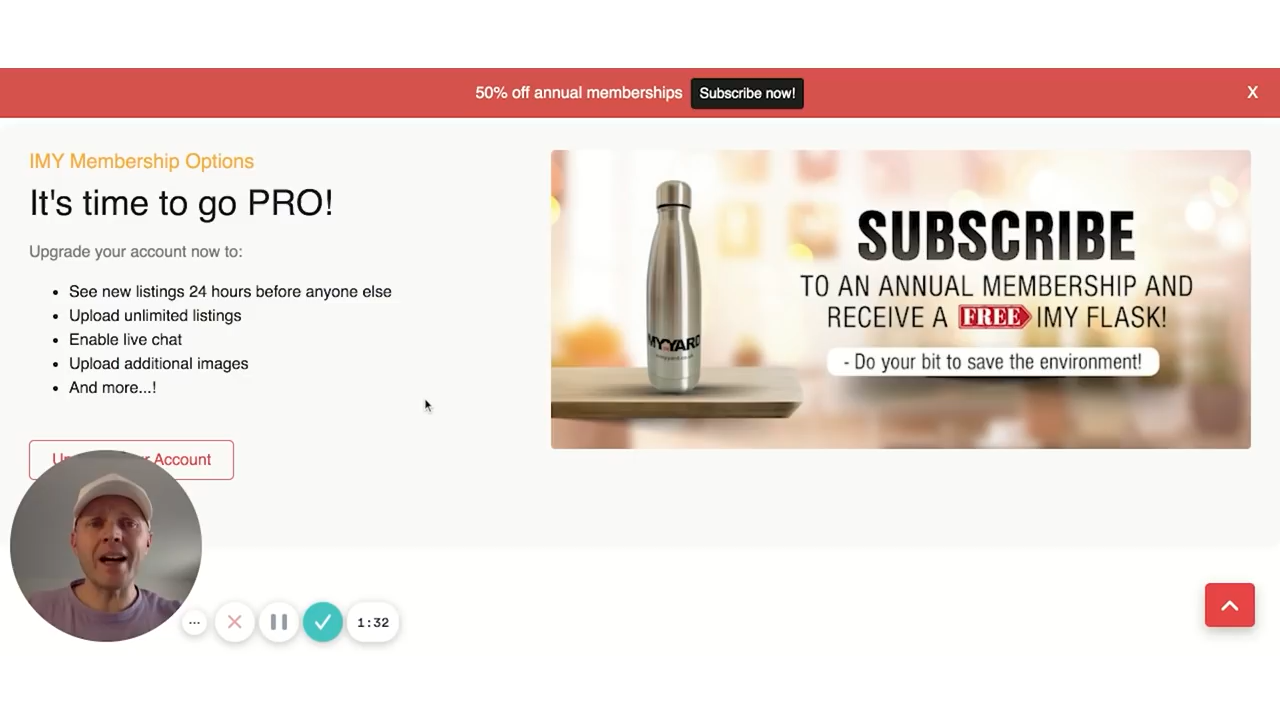 50% off annual memberships Subscribe now! X
IMY Membership Options
It's time to go PRO!
Upgrade your account now to:
See new listings 24 hours before anyone else
Upload unlimited listings
Enable live chat
Upload additional images
And more...!
Account
SUBSCRIBE
TO AN ANNUAL MEMBERSHIP AND
RECEIVE A FREE IMY FLASK!
- Do your bit to save the environment!
MYYARD
1:32